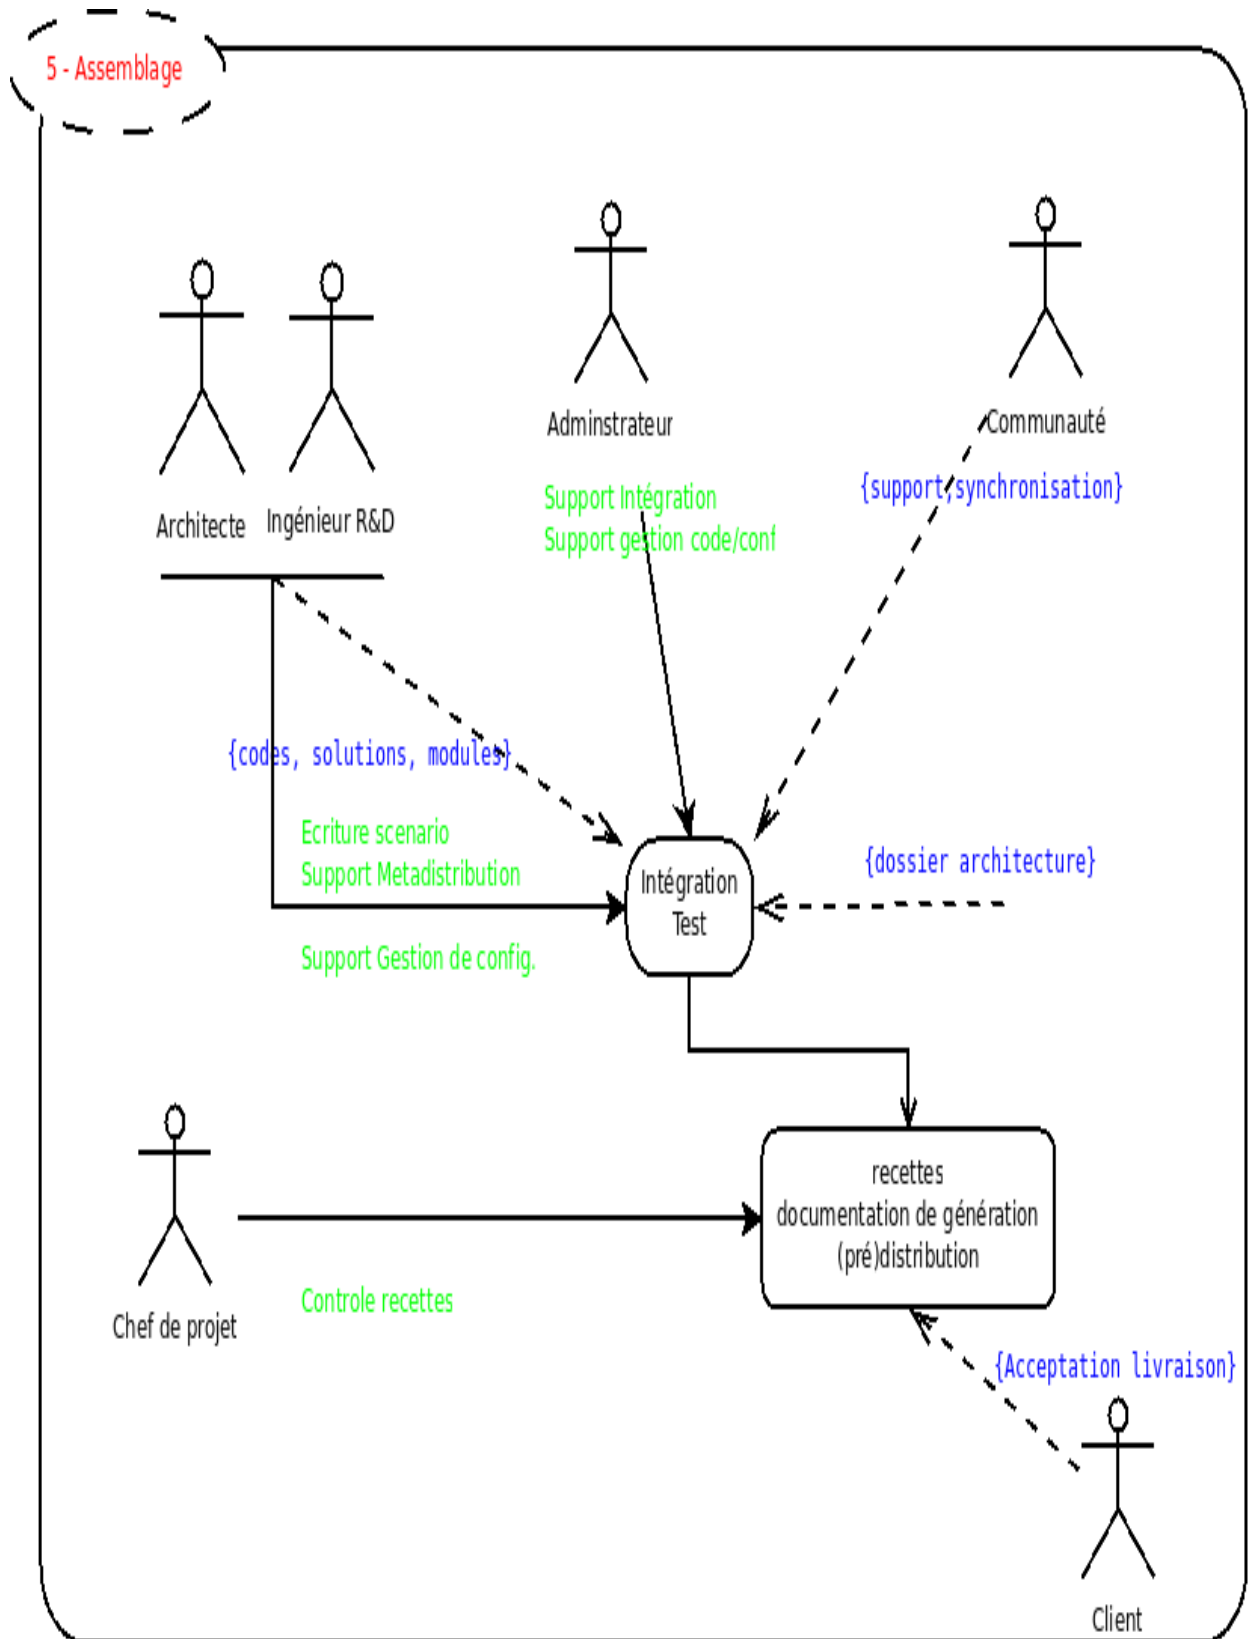 5 - Assemblage
Adminstrateur
Communauté
Support Intégration
Support gestion code/conf
{support,synchronisation}
Architecte
Ingénieur R&D
{codes, solutions, modules}
Ecriture scenario
Support Metadistribution
Support Gestion de config.
Intégration
Test
{dossier architecture}
recettes
documentation de génération
(pré)distribution
Controle recettes
Chef de projet
{Acceptation livraison}
Client